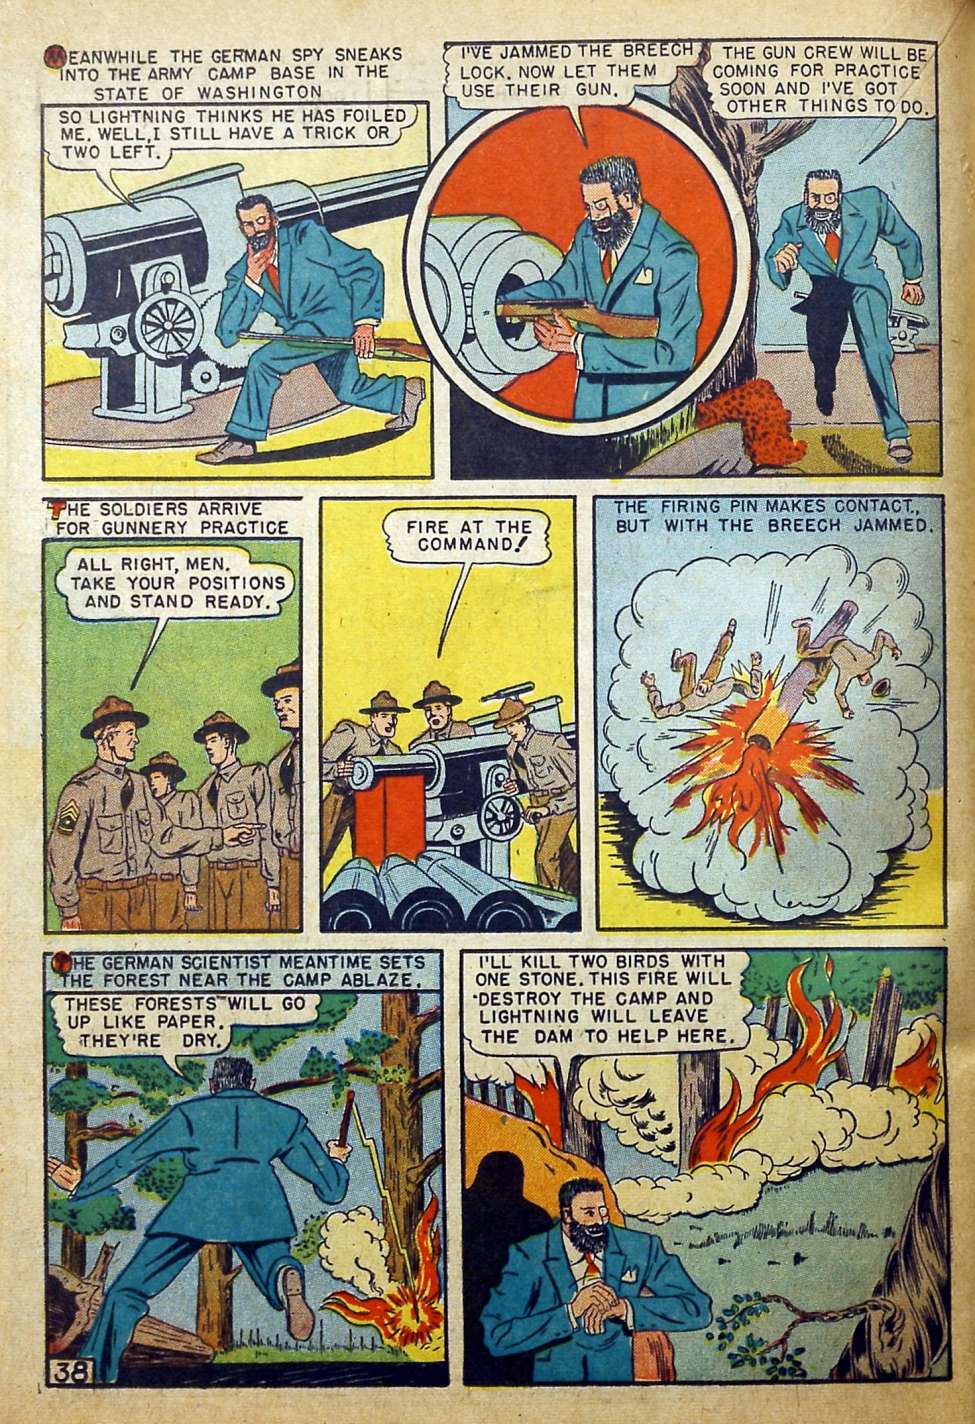 MEANWHILE THE GERMAN SPY SNEAKS
INTO THE ARMY CAMP BASE IN THE
STATE OF WASHINGTON
SO LIGHTNING THINKS HE HAS FOILED
ME. WELL, I STILL HAVE A TRICK OR
TWO LEFT.
I'VE JAMMED THE BREECH
LOCK. NOW LET THEM
USE THEIR GUN.
THE GUN CREW WILL BE
COMING FOR PRACTICE
SOON AND I'VE GOT
OTHER THINGS TO DO.
THE SOLDIERS ARRIVE
FOR GUNNERY PRACTICE
ALL RIGHT, MEN.
TAKE YOUR POSITIONS
AND STAND READY.
FIRE AT THE
COMMAND!
THE FIRING PIN MAKES CONTACT.,
BUT WITH THE BREECH JAMMED.
THE GERMAN SCIENTIST MEANTIME SETS
THE FOREST NEAR THE CAMP ABLAZE.
THESE FORESTS WILL GO
UP LIKE PAPER.
THEY'RE DRY.
I'LL KILL TWO BIRDS WITH
ONE STONE. THIS FIRE WILL
DESTROY THE CAMP AND
LIGHTNING WILL LEAVE
THE DAM TO HELP HERE.
38